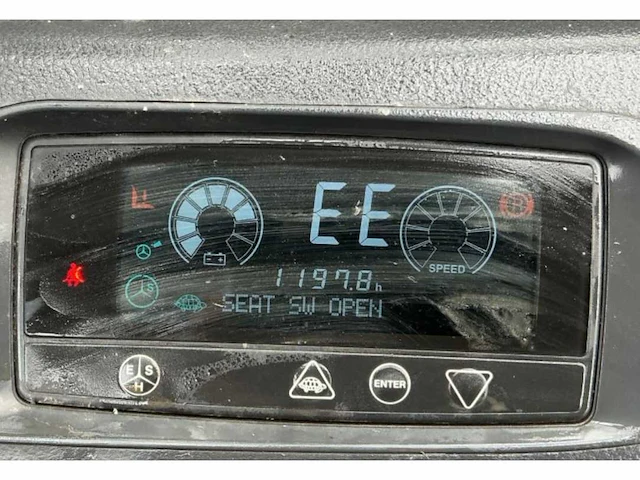 EE
SPEED
1197.8h
S
SEAT SW OPEN
E S
H
ENTER